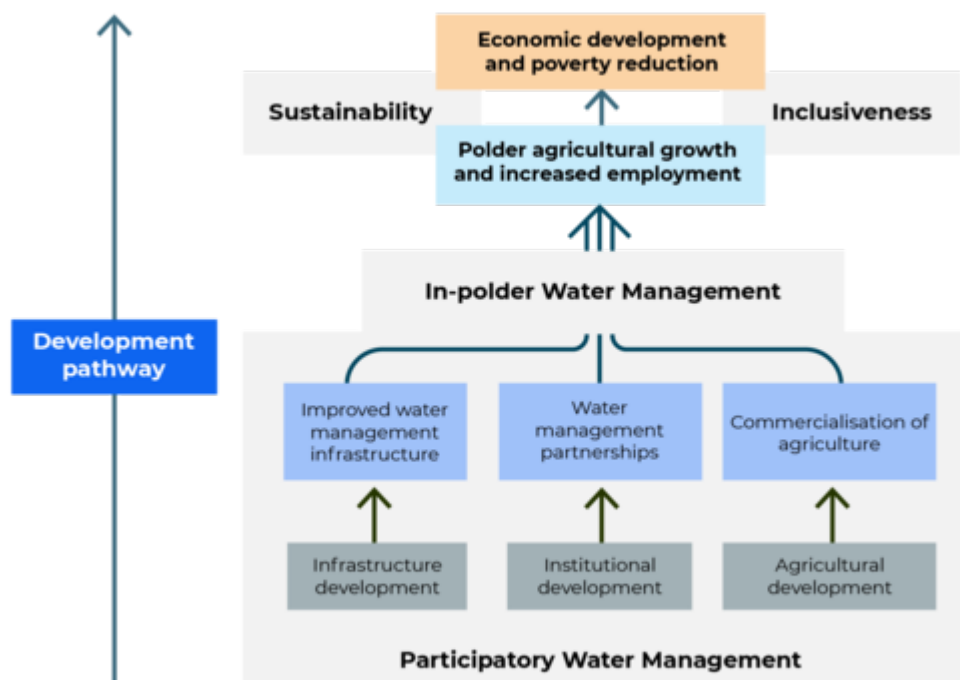 Economic development
and poverty reduction
Sustainability
Inclusiveness
Polder agricultural growth
and increased employment
In-polder Water Management
Development
pathway
Improved water
management
infrastructure
Water
management
partnerships
Commercialisation of
agriculture
Infrastructure
development
Institutional
development
Agricultural
development
Participatory Water Management